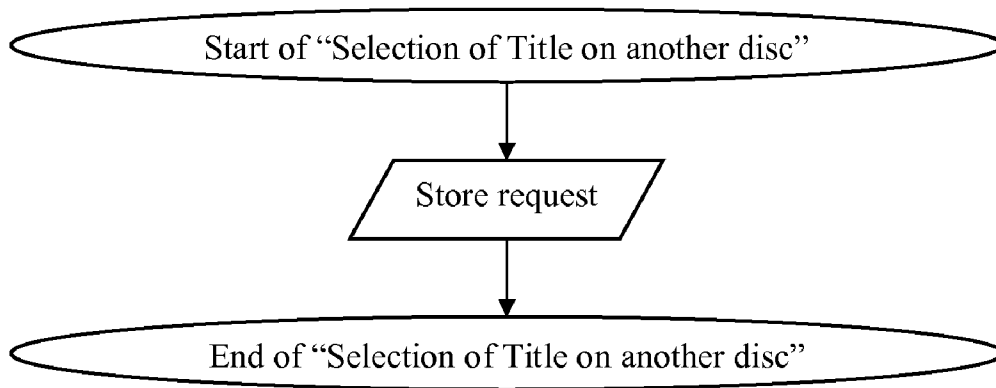 Start of “Selection of Title on another disc”
Store request
End of “Selection of Title on another disc”